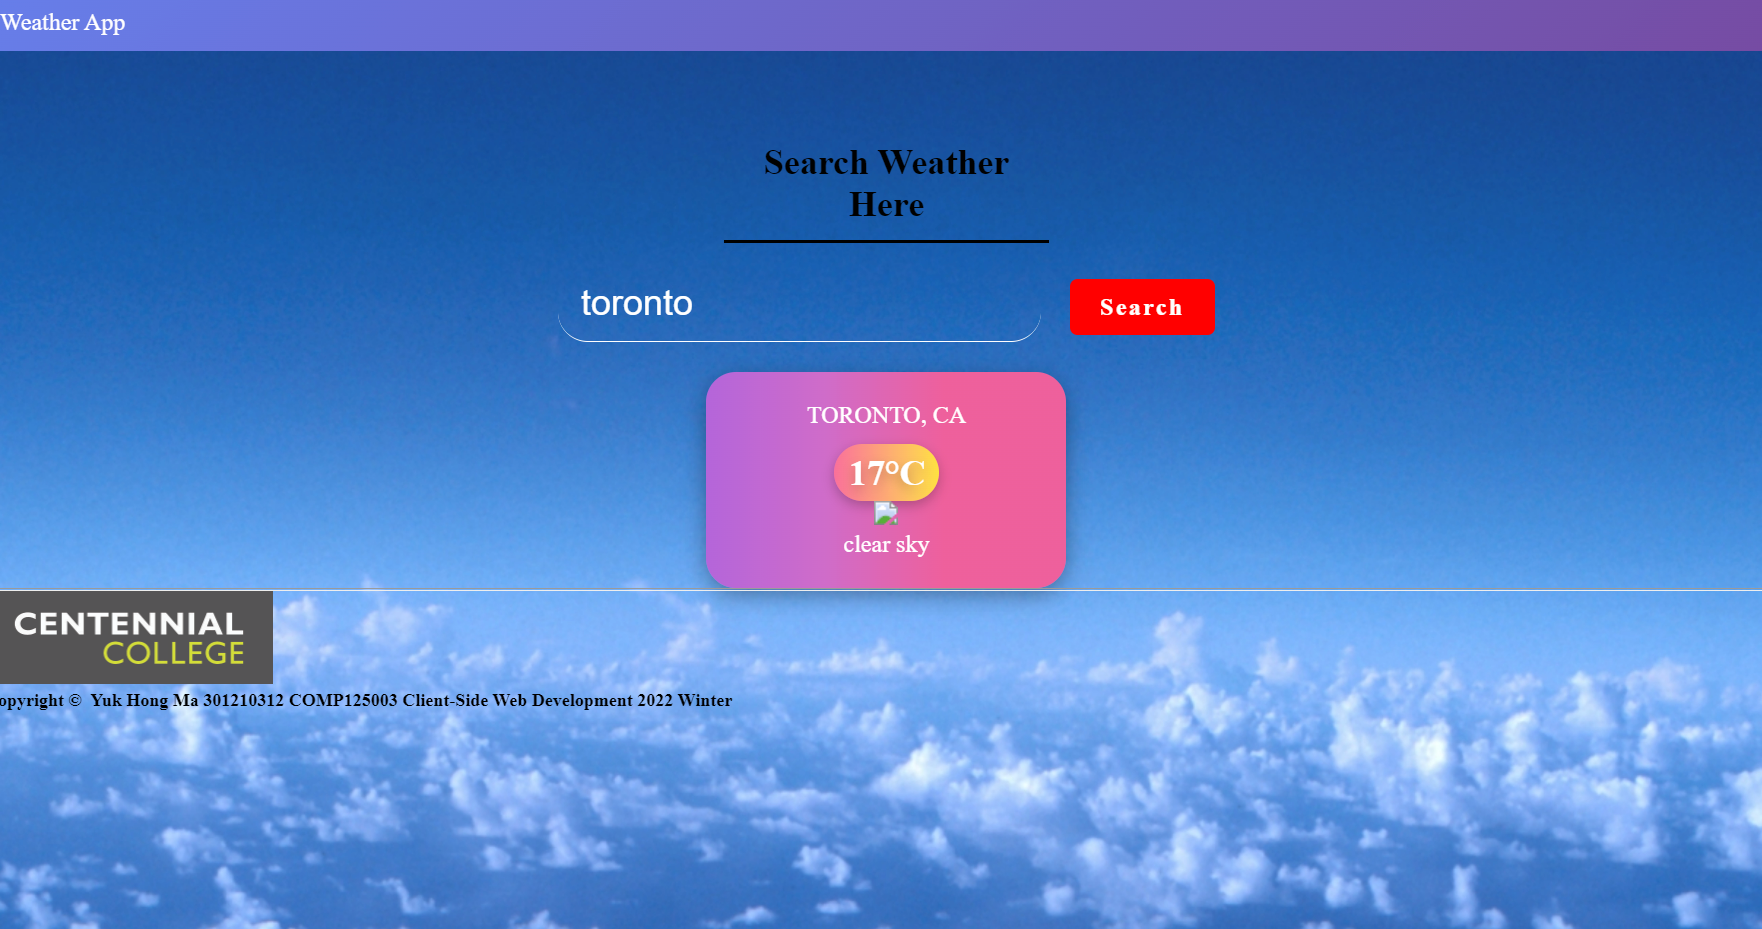 Weather App
Search Weather
Here
toronto
Search
TORONTO, CA
17°C
clear sky
CENTENNIAL
COLLEGE
opyright © Yuk Hong Ma 301210312 COMP125003 Client-Side Web Development 2022 Winter